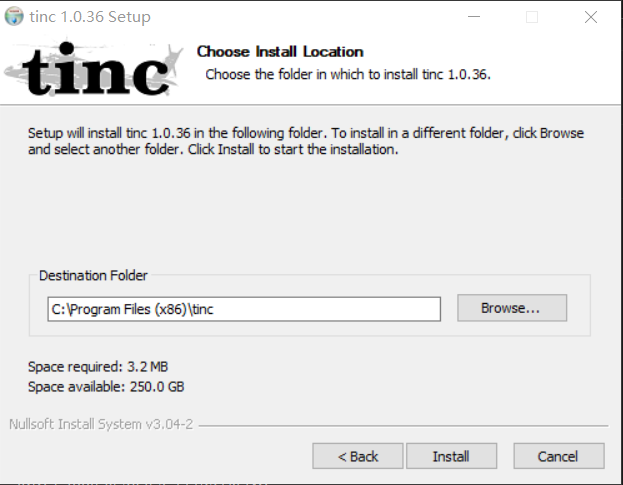 tinc 1.0.36 Setup
tinc
Choose Install Location
Choose the folder in which to install tinc 1.0.36.
Setup will install tinc 1.0.36 in the following folder. To install in a different folder, click Browse
and select another folder. Click Install to start the installation.
Destination Folder
C:\Program Files (x86)\tinc
Browse...
Space required: 3.2 MB
Space available: 250.0 GB
Nullsoft Install System v3.04-2
< Back
Install
Cancel